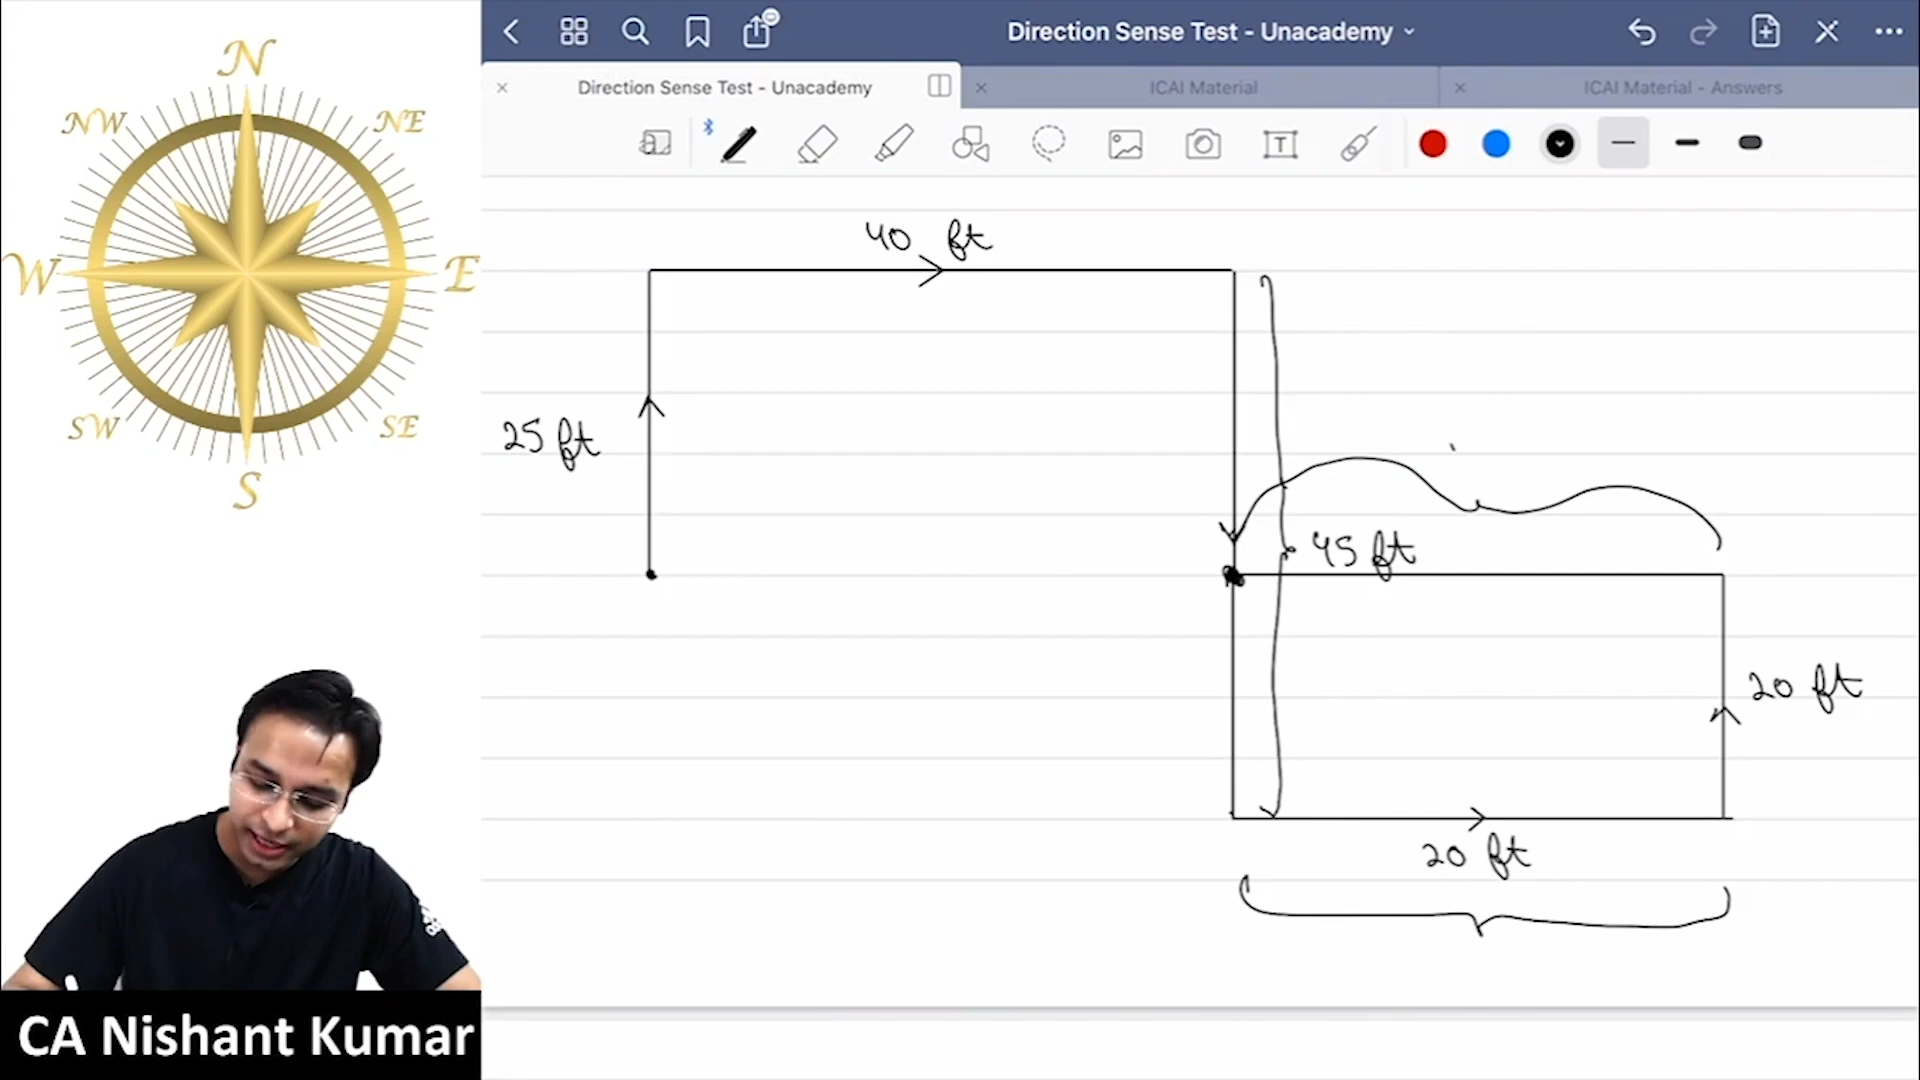 N
NW
NE
W
E
SW
SE
S
CA Nishant Kumar
Direction Sense Test - Unacademy
Direction Sense Test - Unacademy
ICAI Material
ICAI Material - Answers
a
T
40 ft
25 ft
45 ft
20 ft
20 ft